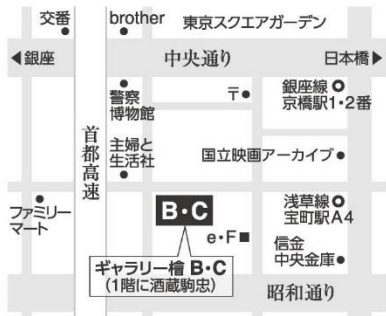 交番
brother
東京スクエアガーデン
◀銀座
中央通り
日本橋▶
警察
博物館
〒
銀座線
京橋駅1・2番
首都高速
主婦と
生活社
国立映画アーカイブ
ファミリー
マート
B・C
浅草線
宝町駅A4
e・F
信金
中央金庫
ギャラリー檜 B・C
(1階に酒蔵駒忠)
昭和通り